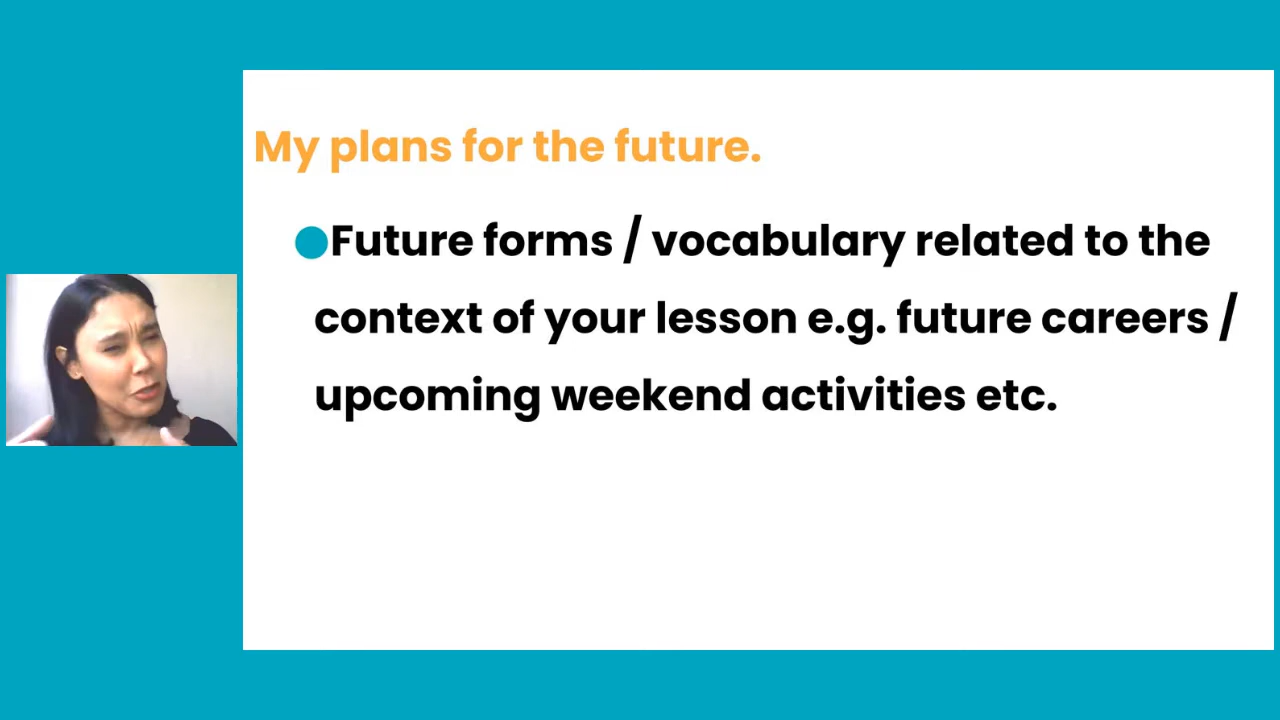 My plans for the future.
Future forms / vocabulary related to the
context of your lesson e.g. future careers /
upcoming weekend activities etc.